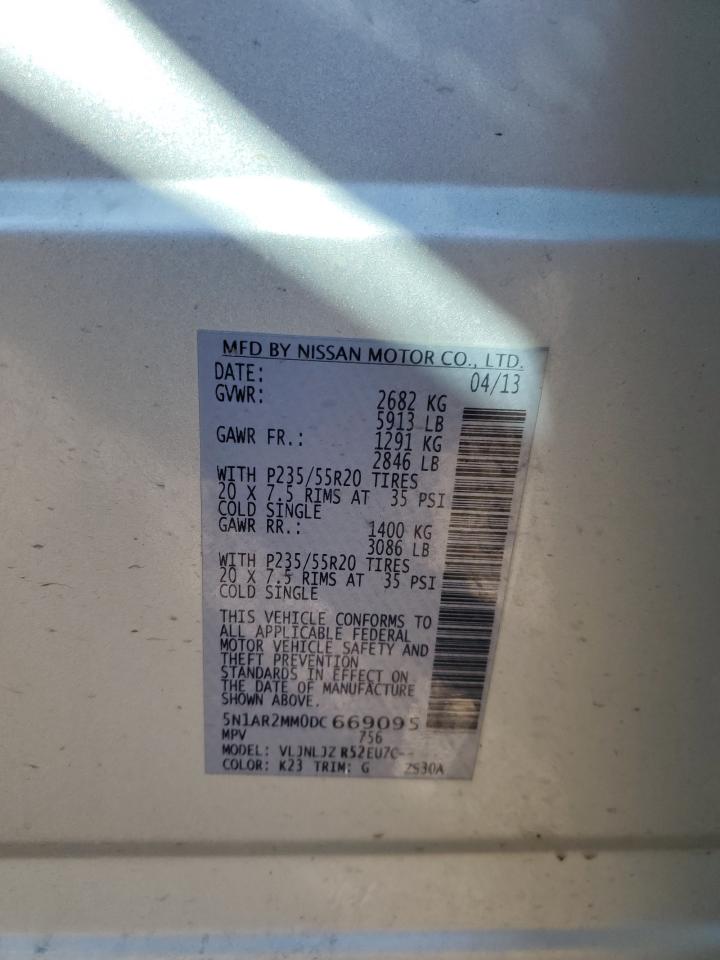 MFD BY NISSAN MOTOR CO., LTD.
DATE: 04/13
GVWR: 2682 KG
5913 LB
GAWR FR.: 1291 KG
2846 LB
WITH P235/55R20 TIRES
20 X 7.5 RIMS AT 35 PSI
COLD SINGLE
GAWR RR.: 1400 KG
3086 LB
WITH P235/55R20 TIRES
20 X 7.5 RIMS AT 35 PSI
COLD SINGLE
THIS VEHICLE CONFORMS TO
ALL APPLICABLE FEDERAL
MOTOR VEHICLE SAFETY AND
THEFT PREVENTION
STANDARDS IN EFFECT ON
THE DATE OF MANUFACTURE
SHOWN ABOVE.
5N1AR2MM0DC669095
MPV 756
MODEL: VLJNLJZ R52EU7C--
COLOR: K23 TRIM: G ZS30A